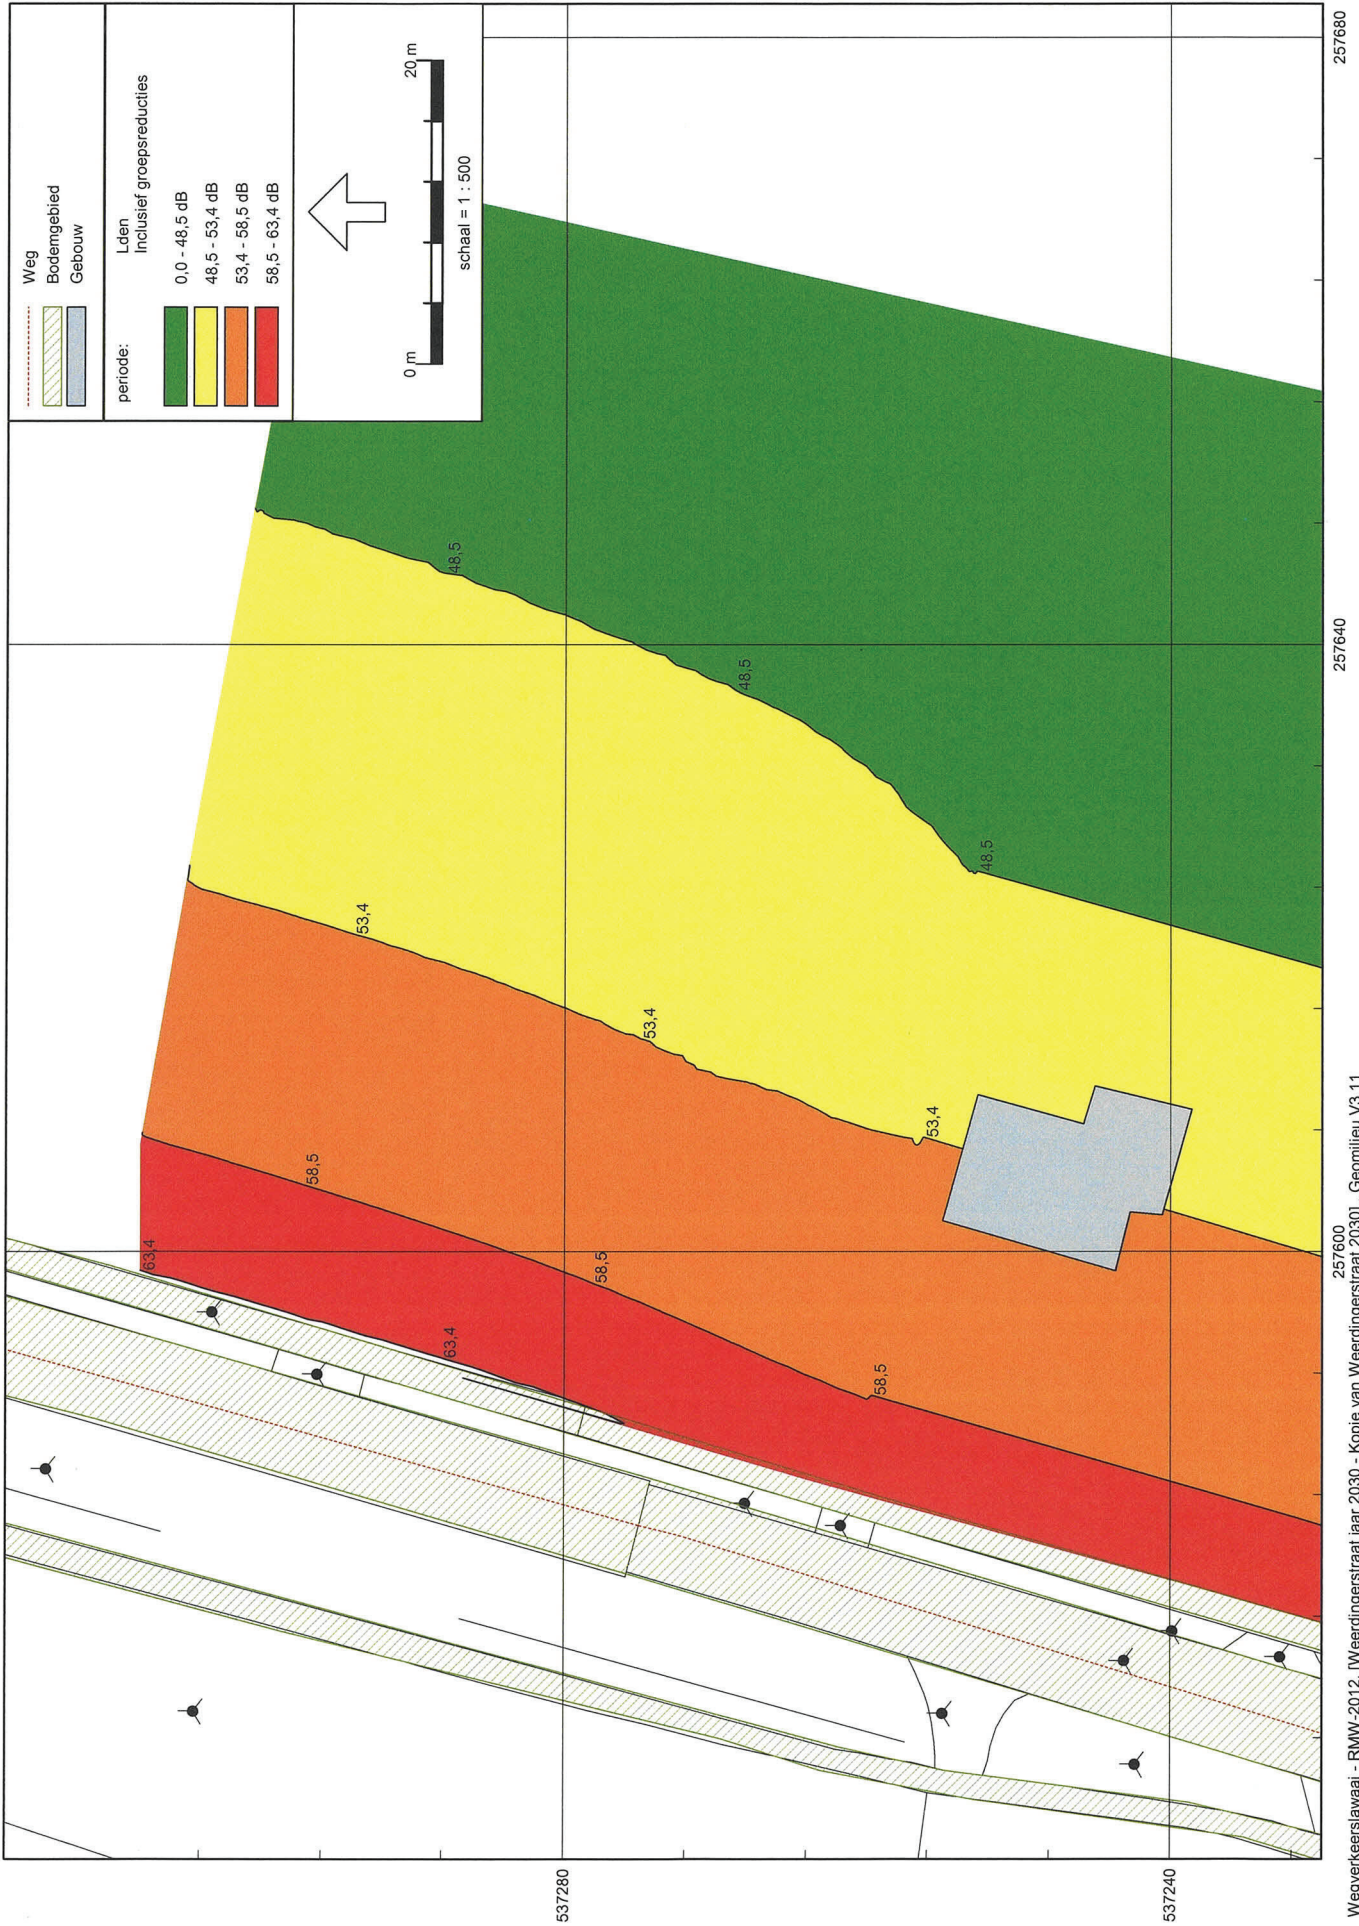 Weg
Bodemgebied
Gebouw
periode:
Lden
Inclusief groepsreducties
0,0 - 48,5 dB
48,5 - 53,4 dB
53,4 - 58,5 dB
58,5 - 63,4 dB
0 m
20 m
schaal = 1 : 500
48,5
48,5
48,5
53,4
53,4
53,4
58,5
58,5
58,5
63,4
63,4
537280
537240
257600
257640
257680
Wegverkeerslawaai - RMW-2012, [Weerdingerstraat jaar 2030 - Kopie van Weerdingerstraat 2030] , Geomilieu V3.11